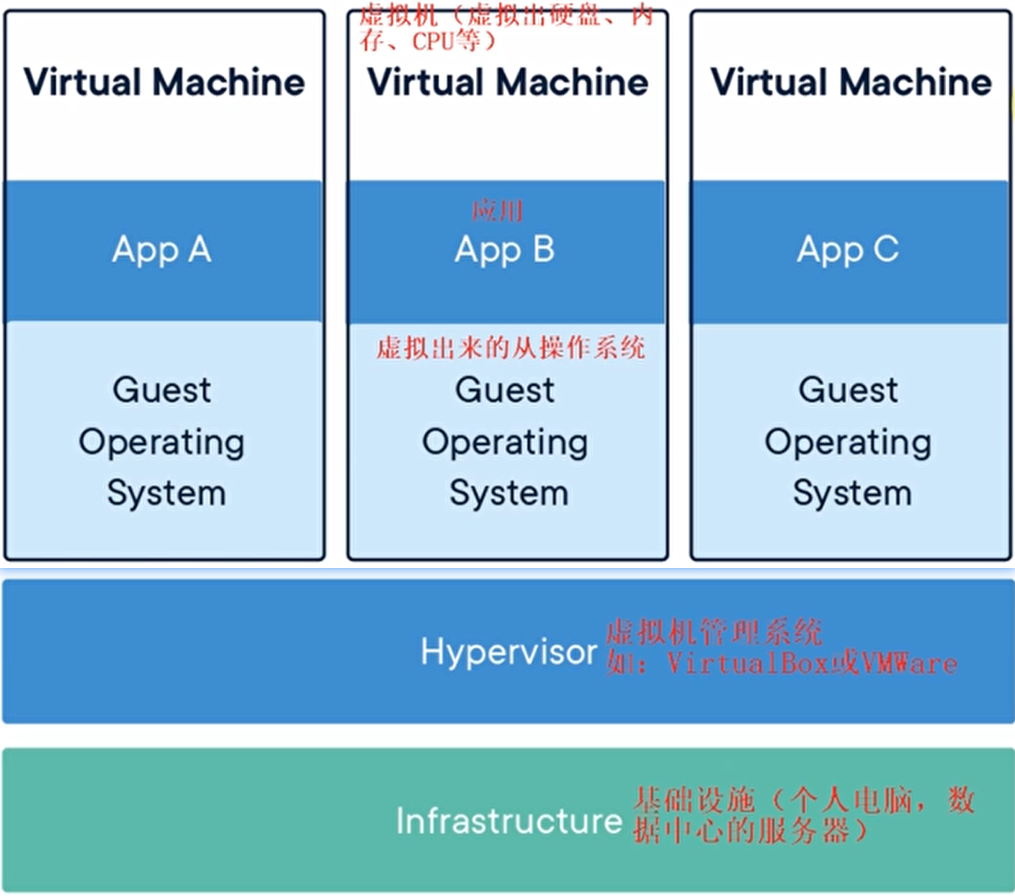 虚拟机（虚拟出硬盘、内
存、CPU等）
Virtual Machine
Virtual Machine
Virtual Machine
应用
App A
App B
App C
虚拟出来的从操作系统
Guest
Operating
System
Guest
Operating
System
Guest
Operating
System
Hypervisor
虚拟机管理系统
如：VirtualBox或VMWare
Infrastructure
基础设施（个人电脑，数
据中心的服务器）